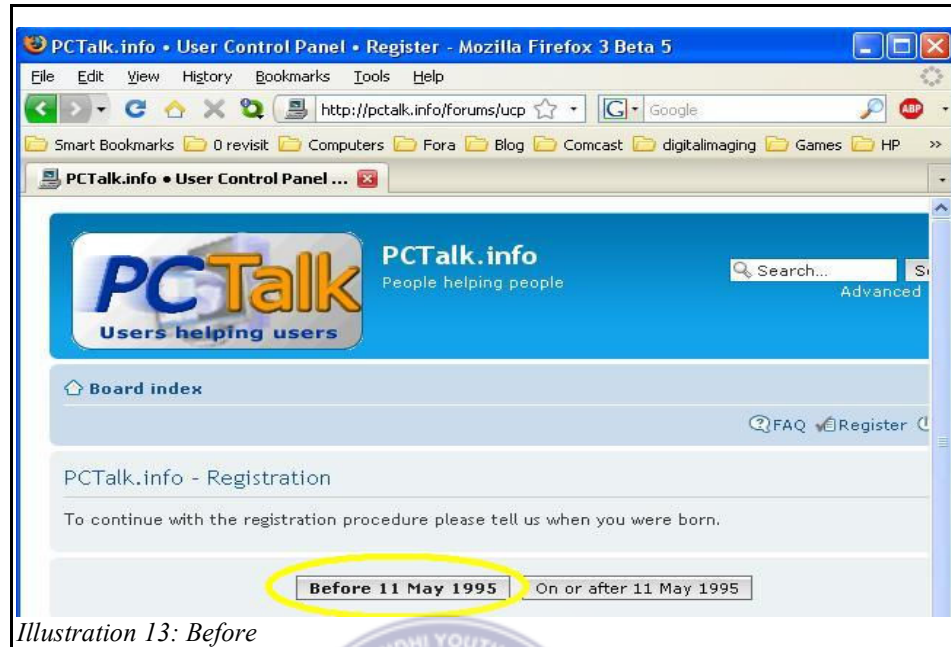 PCTalk.info • User Control Panel • Register - Mozilla Firefox 3 Beta 5
File Edit View History Bookmarks Tools Help
http://pctalk.info/forums/ucp G Google ABP
Smart Bookmarks 0 revisit Computers Fora Blog Comcast digitalimaging Games HP »
PCTalk.info • User Control Panel ...
PCTalk
Users helping users
PCTalk.info
People helping people
Search...
Advanced
Board index
FAQ Register
PCTalk.info - Registration
To continue with the registration procedure please tell us when you were born.
Before 11 May 1995 On or after 11 May 1995
Illustration 13: Before